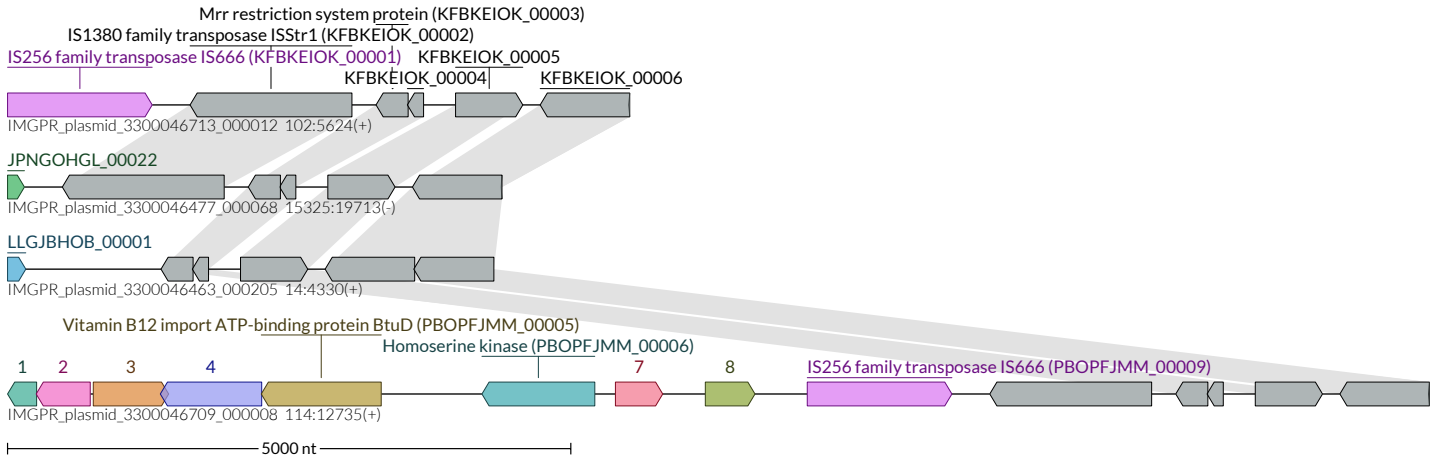 Mrr restriction system protein (KFBKEIOK_00003)
IS1380 family transposase ISStr1 (KFBKEIOK_00002)
IS256 family transposase IS666 (KFBKEIOK_00001) KFBKEIOK_00005
KFBKEIOK_00004 KFBKEIOK_00006
IMGPR_plasmid_3300046713_000012 102:5624(+)
JPNGOHGL_00022
IMGPR_plasmid_3300046477_000068 15325:19713(-)
LLGJBHOB_00001
IMGPR_plasmid_3300046463_000205 14:4330(+)
Vitamin B12 import ATP-binding protein BtuD (PBOPFJMM_00005)
Homoserine kinase (PBOPFJMM_00006)
1 2 3 4 7 8 IS256 family transposase IS666 (PBOPFJMM_00009)
IMGPR_plasmid_3300046709_000008 114:12735(+)
5000 nt